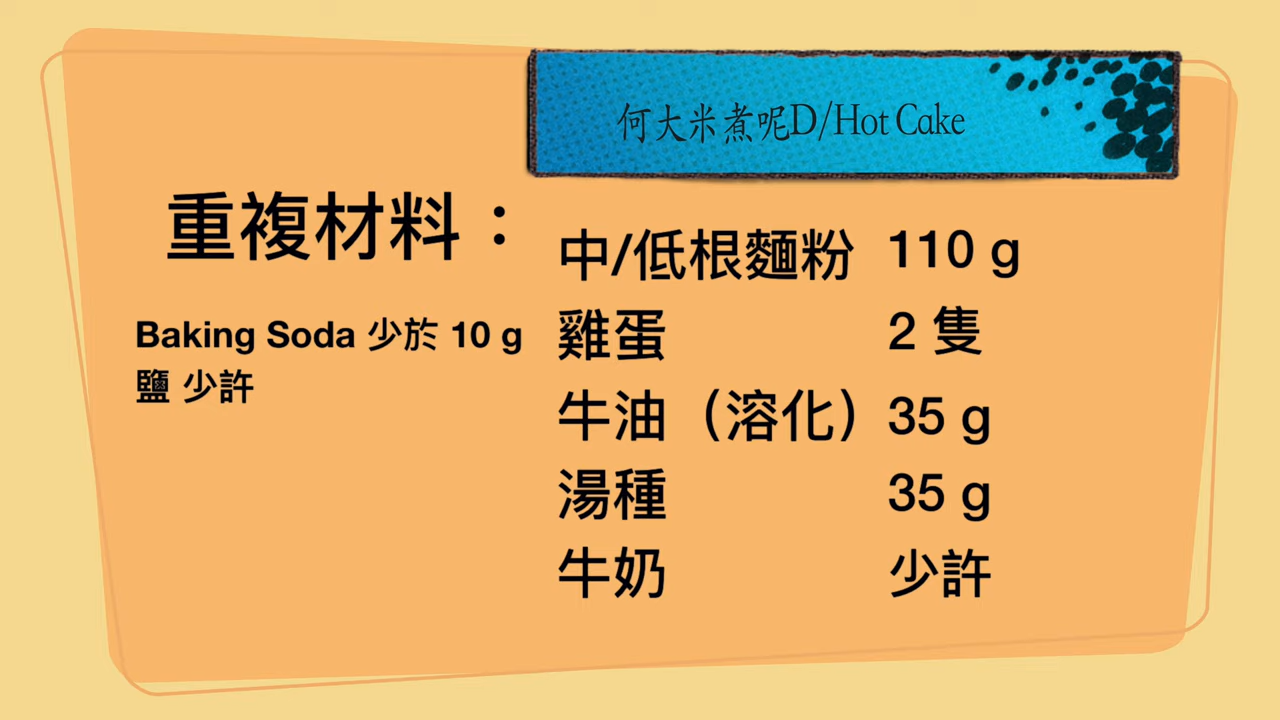 何大米煮呢D/Hot Cake
重複材料：
Baking Soda 少於 10 g
鹽 少許
中/低根麵粉 110 g
雞蛋 2 隻
牛油（溶化） 35 g
湯種 35 g
牛奶 少許